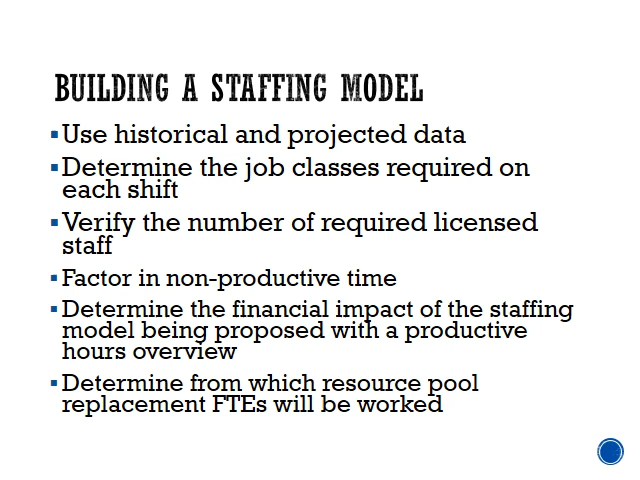 BUILDING A STAFFING MODEL
▪Use historical and projected data
▪Determine the job classes required on
each shift
▪Verify the number of required licensed
staff
▪Factor in non-productive time
▪Determine the financial impact of the staffing
model being proposed with a productive
hours overview
▪Determine from which resource pool
replacement FTEs will be worked